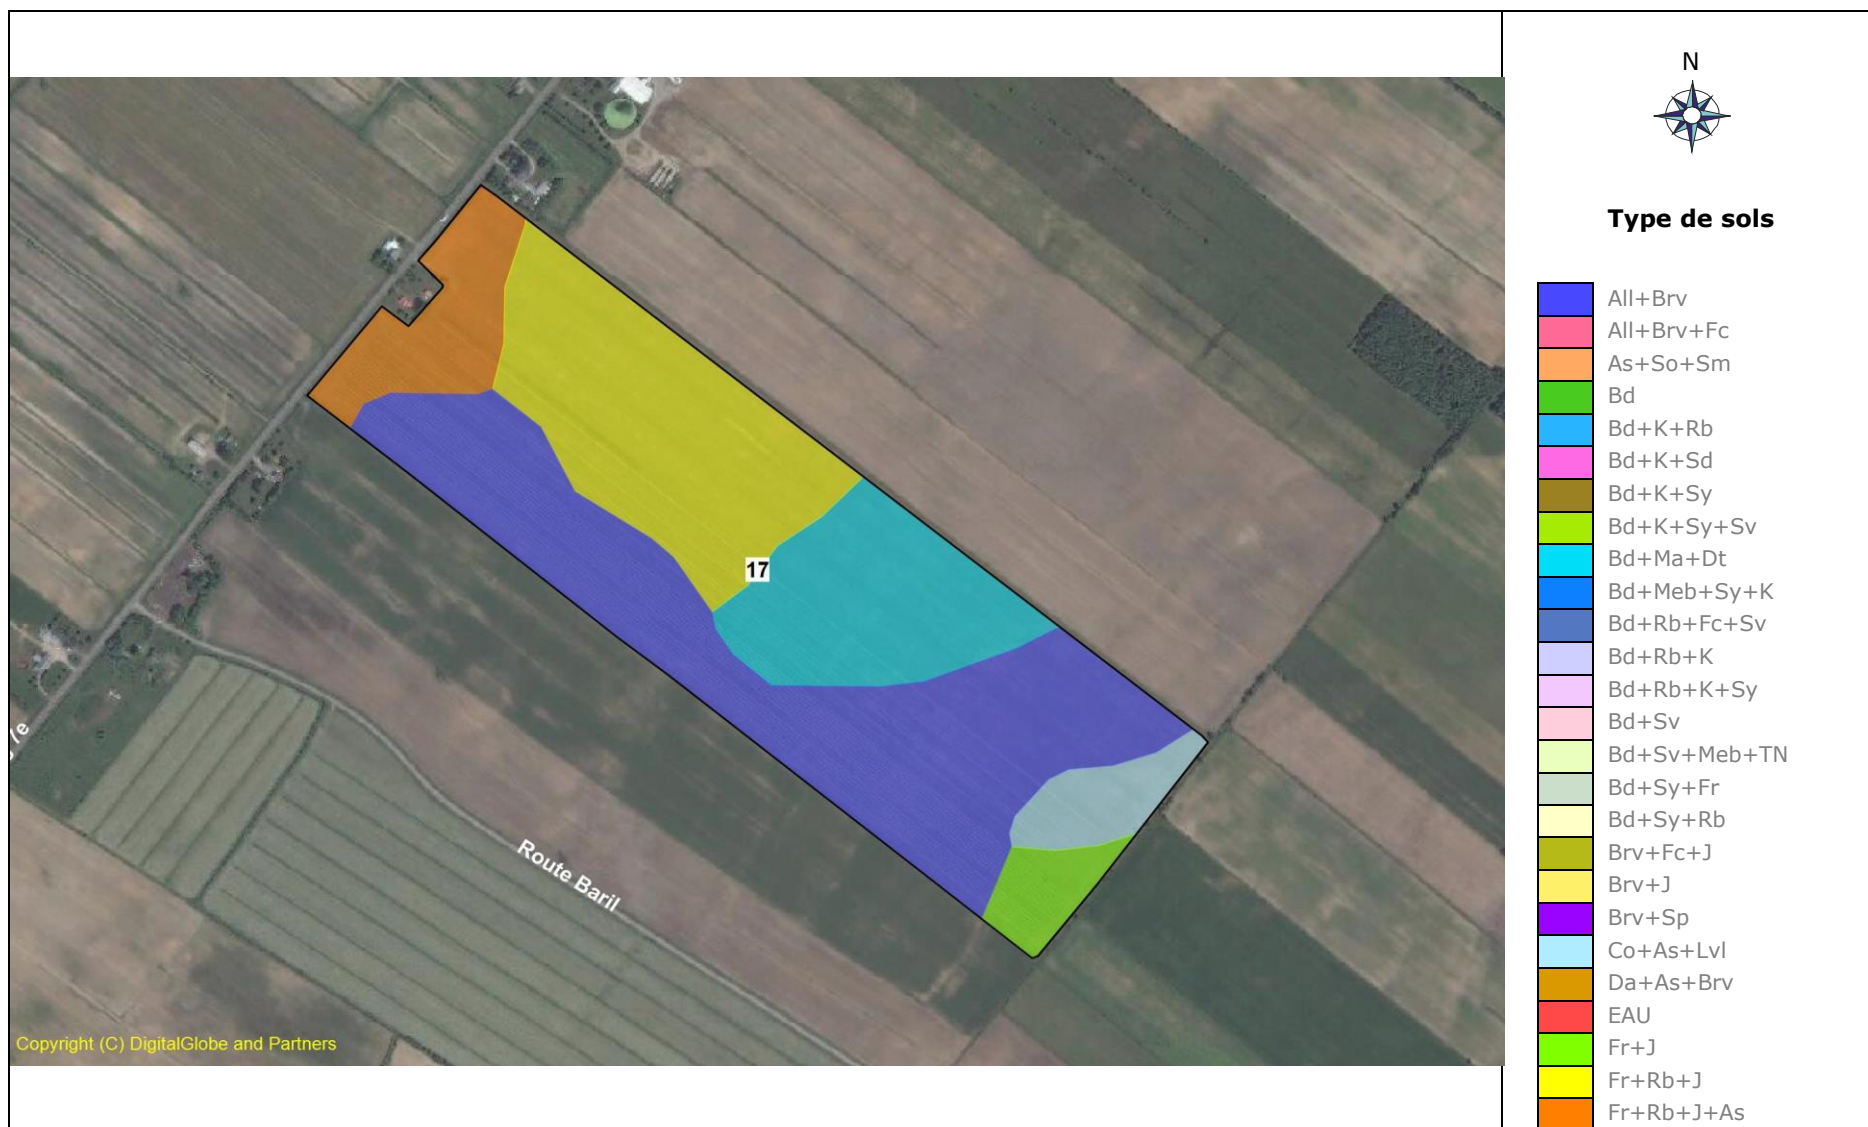 N
Type de sols
All+Brv
All+Brv+Fc
As+So+Sm
Bd
Bd+K+Rb
Bd+K+Sd
Bd+K+Sy
Bd+K+Sy+Sv
Bd+Ma+Dt
Bd+Meb+Sy+K
Bd+Rb+Fc+Sv
Bd+Rb+K
Bd+Rb+K+Sy
Bd+Sv
Bd+Sv+Meb+TN
Bd+Sy+Fr
Bd+Sy+Rb
Brv+Fc+J
Brv+J
Brv+Sp
Co+As+Lvl
Da+As+Brv
EAU
Fr+J
Fr+Rb+J
Fr+Rb+J+As
17
Route Baril
Copyright (C) DigitalGlobe and Partners